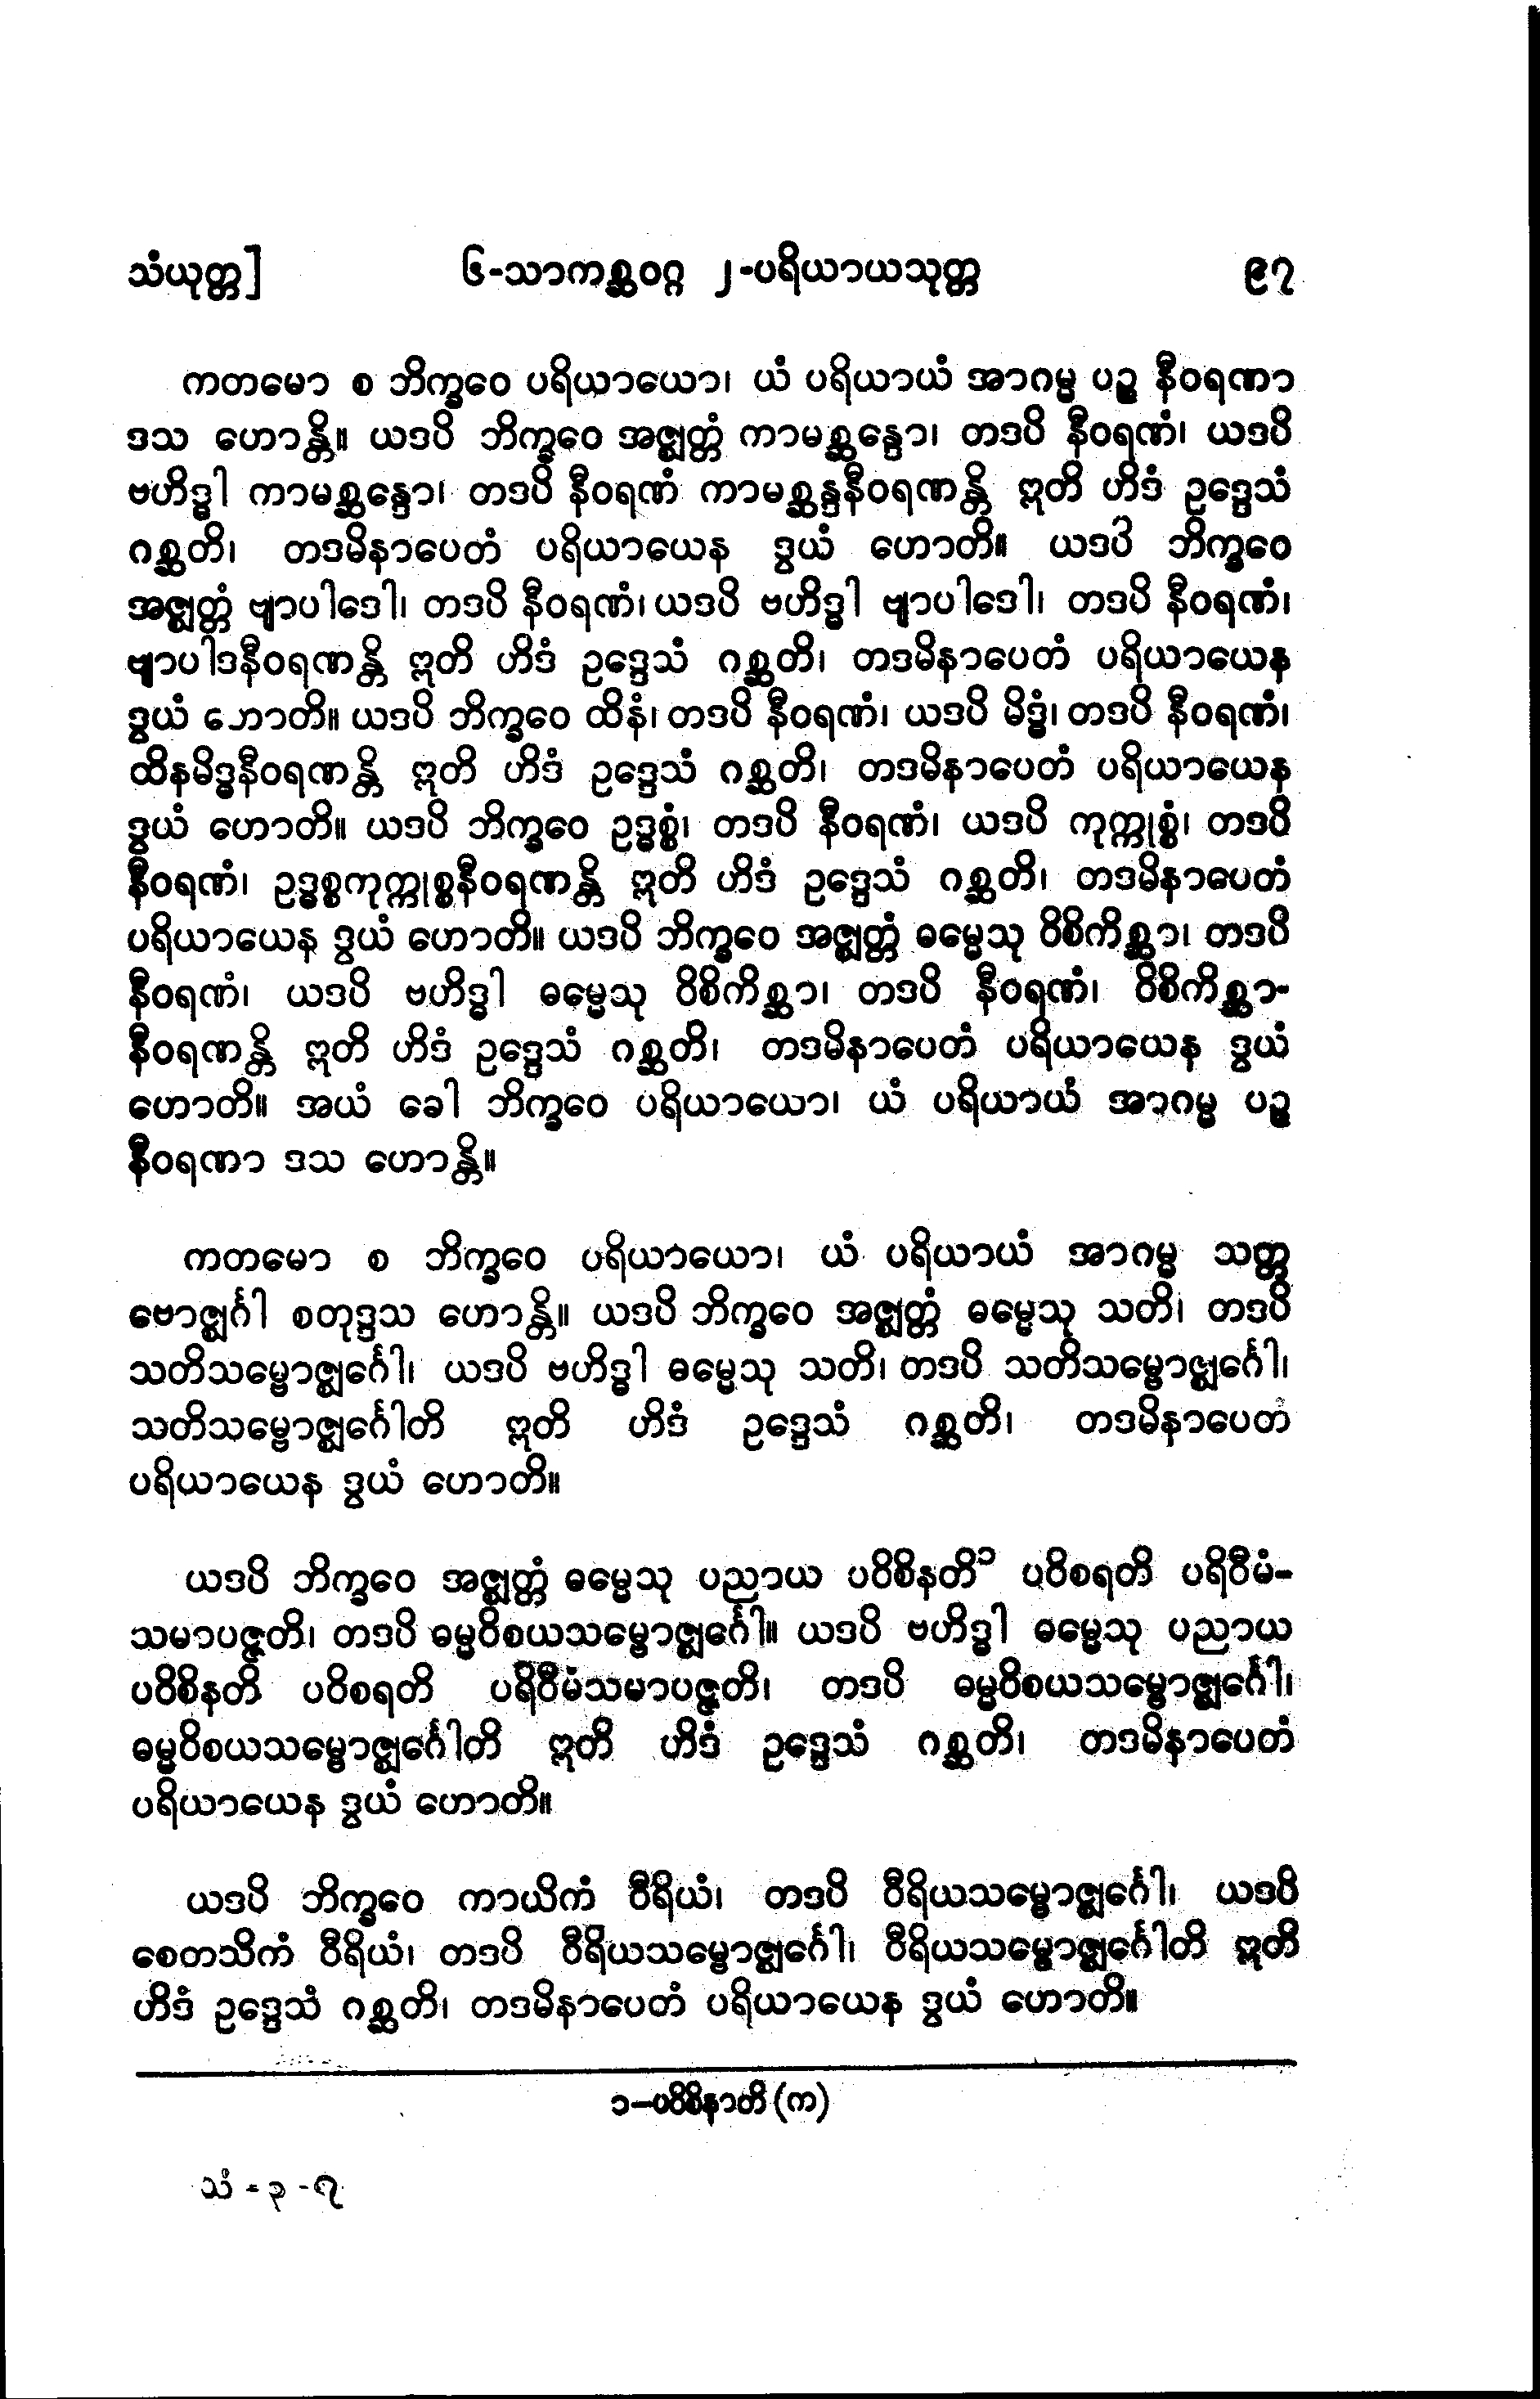 သံယုတ္တ] ၆-သာကစ္ဆဝဂ္ဂ ၂-ပရိယာယသုတ္တ ၉၇
ကတမော စ ဘိက္ခဝေ ပရိယာယော၊ ယံ ပရိယာယံ အာဂမ္မ ပဉ္စ နီဝရဏာ
ဒသ ဟောန္တိ။ ယဒပိ ဘိက္ခဝေ အဇ္ဈတ္တံ ကာမစ္ဆန္ဒော၊ တဒပိ နီဝရဏံ၊ ယဒပိ
ဗဟိဒ္ဓါ ကာမစ္ဆန္ဒော၊ တဒပိ နီဝရဏံ ကာမစ္ဆန္ဒနီဝရဏန္တိ ဣတိ ဟိဒံ ဥဒ္ဒေသံ
ဂစ္ဆတိ၊ တဒမိနာပေတံ ပရိယာယေန ဒွယံ ဟောတိ။ ယဒပိ ဘိက္ခဝေ
အဇ္ဈတ္တံ ဗျာပါဒေါ၊ တဒပိ နီဝရဏံ၊ ယဒပိ ဗဟိဒ္ဓါ ဗျာပါဒေါ၊ တဒပိ နီဝရဏံ၊
ဗျာပါဒနီဝရဏန္တိ ဣတိ ဟိဒံ ဥဒ္ဒေသံ ဂစ္ဆတိ၊ တဒမိနာပေတံ ပရိယာယေန
ဒွယံ ဟောတိ။ ယဒပိ ဘိက္ခဝေ ထိနံ၊ တဒပိ နီဝရဏံ၊ ယဒပိ မိဒ္ဓံ၊ တဒပိ နီဝရဏံ၊
ထိနမိဒ္ဓနီဝရဏန္တိ ဣတိ ဟိဒံ ဥဒ္ဒေသံ ဂစ္ဆတိ၊ တဒမိနာပေတံ ပရိယာယေန
ဒွယံ ဟောတိ။ ယဒပိ ဘိက္ခဝေ ဥဒ္ဓစ္စံ၊ တဒပိ နီဝရဏံ၊ ယဒပိ ကုက္ကုစ္စံ၊ တဒပိ
နီဝရဏံ၊ ဥဒ္ဓစ္စကုက္ကုစ္စနီဝရဏန္တိ ဣတိ ဟိဒံ ဥဒ္ဒေသံ ဂစ္ဆတိ၊ တဒမိနာပေတံ
ပရိယာယေန ဒွယံ ဟောတိ။ ယဒပိ ဘိက္ခဝေ အဇ္ဈတ္တံ ဓမ္မေသု ဝိစိကိစ္ဆာ၊ တဒပိ
နီဝရဏံ၊ ယဒပိ ဗဟိဒ္ဓါ ဓမ္မေသု ဝိစိကိစ္ဆာ၊ တဒပိ နီဝရဏံ၊ ဝိစိကိစ္ဆာ-
နီဝရဏန္တိ ဣတိ ဟိဒံ ဥဒ္ဒေသံ ဂစ္ဆတိ၊ တဒမိနာပေတံ ပရိယာယေန ဒွယံ
ဟောတိ။ အယံ ခေါ ဘိက္ခဝေ ပရိယာယော၊ ယံ ပရိယာယံ အာဂမ္မ ပဉ္စ
နီဝရဏာ ဒသ ဟောန္တိ။
ကတမော စ ဘိက္ခဝေ ပရိယာယော၊ ယံ ပရိယာယံ အာဂမ္မ သတ္တ
ဗောဇ္ဈင်္ဂါ စတုဒ္ဒသ ဟောန္တိ။ ယဒပိ ဘိက္ခဝေ အဇ္ဈတ္တံ ဓမ္မေသု သတိ၊ တဒပိ
သတိသမ္ဗောဇ္ဈင်္ဂေါ၊ ယဒပိ ဗဟိဒ္ဓါ ဓမ္မေသု သတိ၊ တဒပိ သတိသမ္ဗောဇ္ဈင်္ဂေါ၊
သတိသမ္ဗောဇ္ဈင်္ဂေါတိ ဣတိ ဟိဒံ ဥဒ္ဒေသံ ဂစ္ဆတိ၊ တဒမိနာပေတံ
ပရိယာယေန ဒွယံ ဟောတိ။
ယဒပိ ဘိက္ခဝေ အဇ္ဈတ္တံ ဓမ္မေသု ပညာယ ပဝိစိနတိ<sup>၁</sup> ပဝိစရတိ ပရိဝီမံ-
သမာပဇ္ဇတိ၊ တဒပိ ဓမ္မဝိစယသမ္ဗောဇ္ဈင်္ဂေါ။ ယဒပိ ဗဟိဒ္ဓါ ဓမ္မေသု ပညာယ
ပဝိစိနတိ ပဝိစရတိ ပရိဝီမံသမာပဇ္ဇတိ၊ တဒပိ ဓမ္မဝိစယသမ္ဗောဇ္ဈင်္ဂေါ၊
ဓမ္မဝိစယသမ္ဗောဇ္ဈင်္ဂေါတိ ဣတိ ဟိဒံ ဥဒ္ဒေသံ ဂစ္ဆတိ၊ တဒမိနာပေတံ
ပရိယာယေန ဒွယံ ဟောတိ။
ယဒပိ ဘိက္ခဝေ ကာယိကံ ဝီရိယံ၊ တဒပိ ဝီရိယသမ္ဗောဇ္ဈင်္ဂေါ၊ ယဒပိ
စေတသိကံ ဝီရိယံ၊ တဒပိ ဝီရိယသမ္ဗောဇ္ဈင်္ဂေါ၊ ဝီရိယသမ္ဗောဇ္ဈင်္ဂေါတိ ဣတိ
ဟိဒံ ဥဒ္ဒေသံ ဂစ္ဆတိ၊ တဒမိနာပေတံ ပရိယာယေန ဒွယံ ဟောတိ။
၁—ပဝိစိနာတိ (က)
သံ - ၃ - ၇